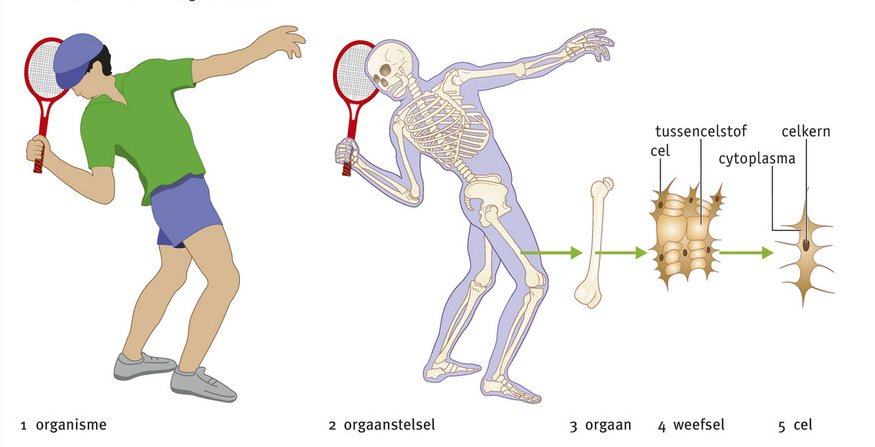 tussencelstof
celkern
cel
cytoplasma
1 organisme
2 orgaanstelsel
3 orgaan
4 weefsel
5 cel